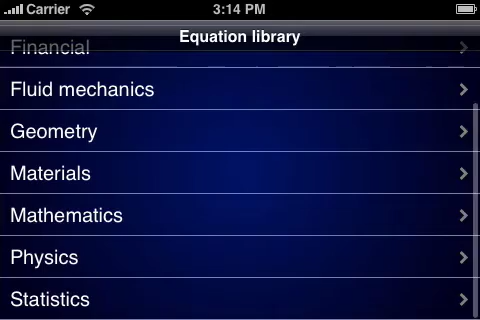 Carrier 3:14 PM
Equation library
Financial
Fluid mechanics
Geometry
Materials
Mathematics
Physics
Statistics